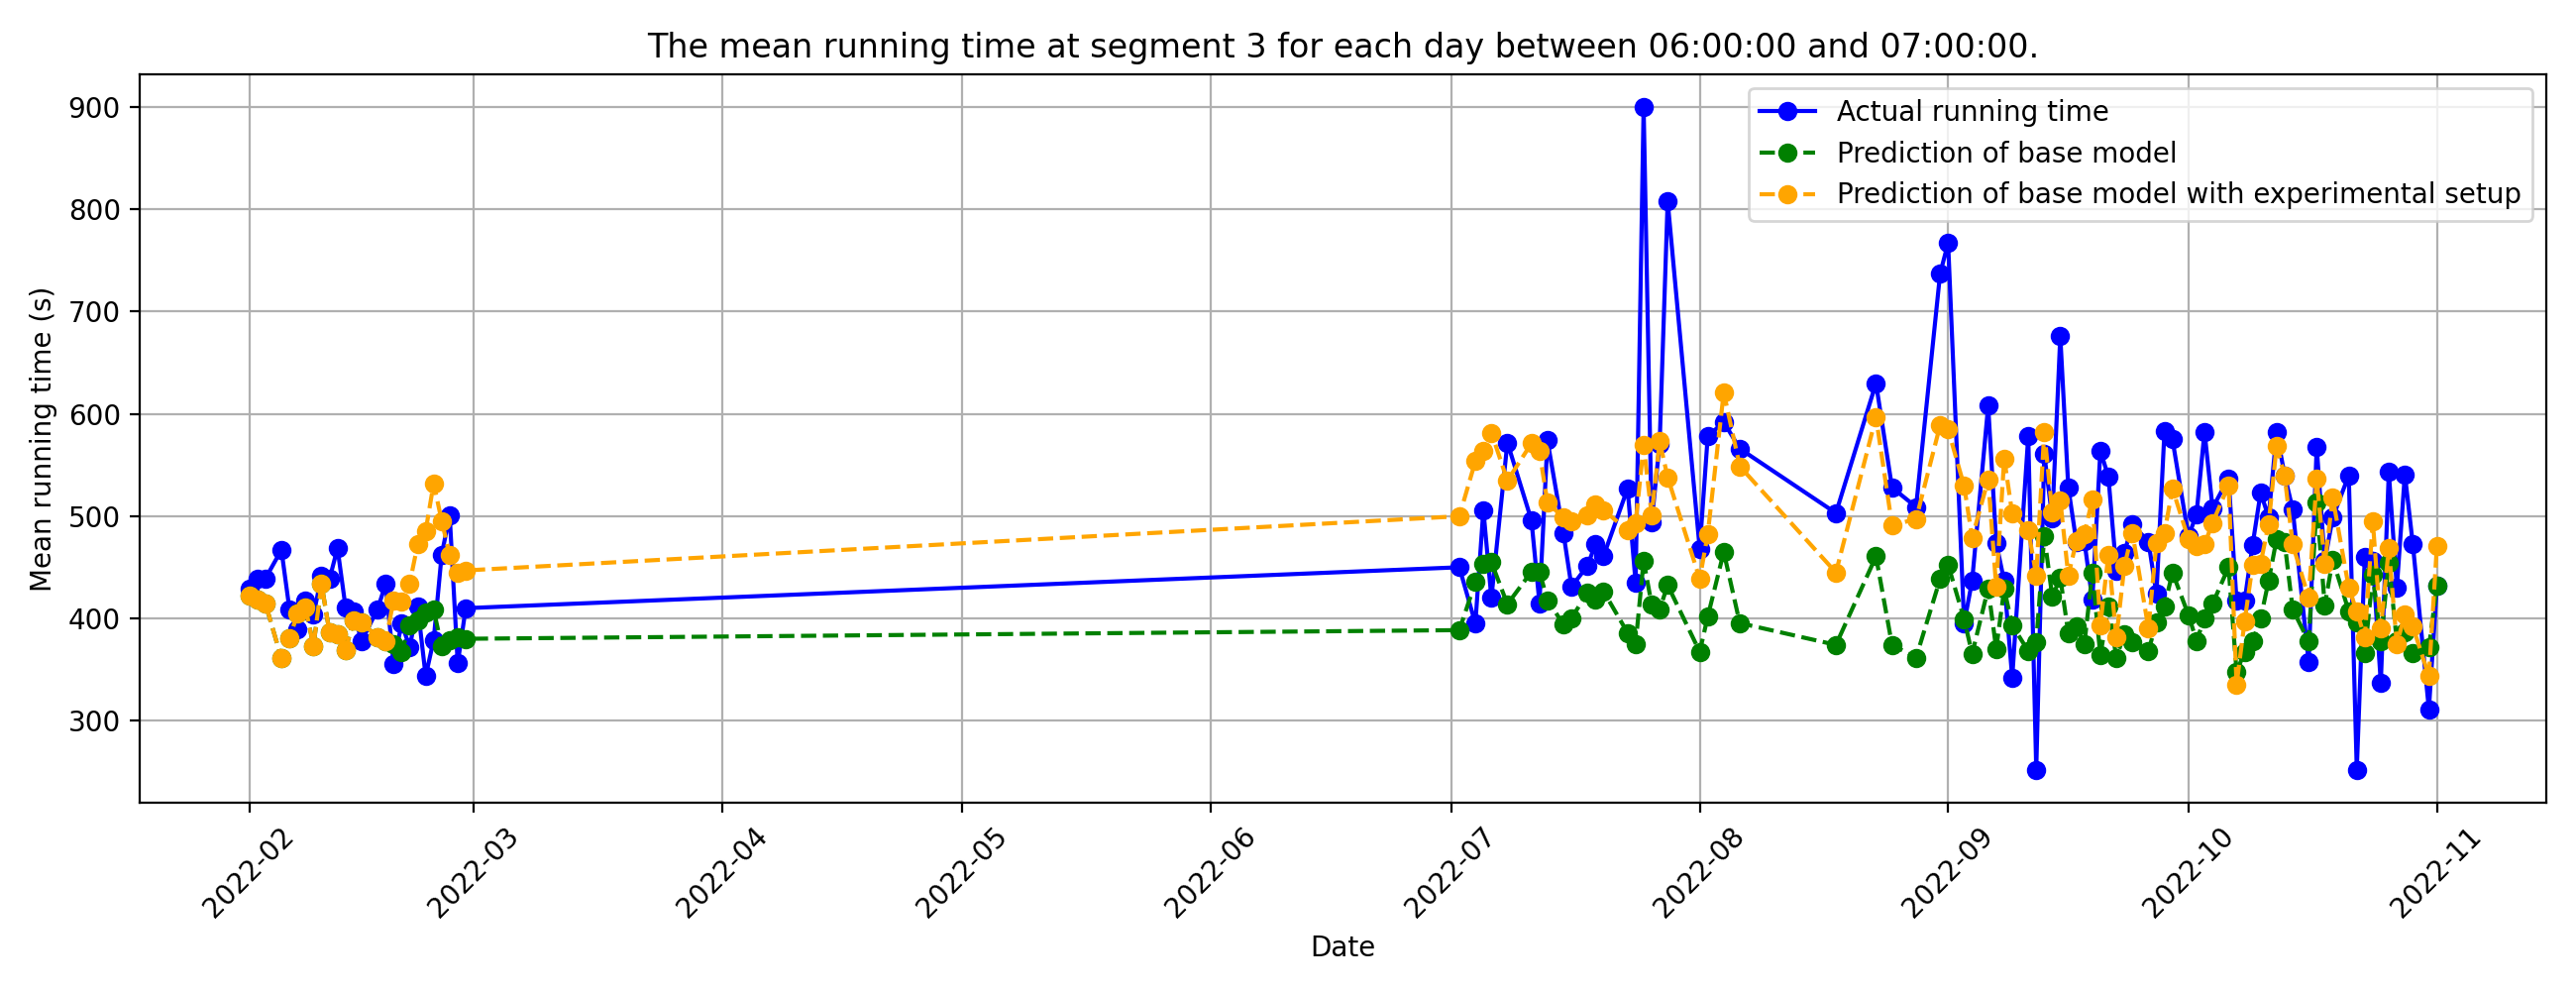 The mean running time at segment 3 for each day between 06:00:00 and 07:00:00.
Actual running time
Prediction of base model
Prediction of base model with experimental setup
Mean running time (s)
900
800
700
600
500
400
300
2022-02
2022-03
2022-04
2022-05
2022-06
2022-07
2022-08
2022-09
2022-10
2022-11
Date